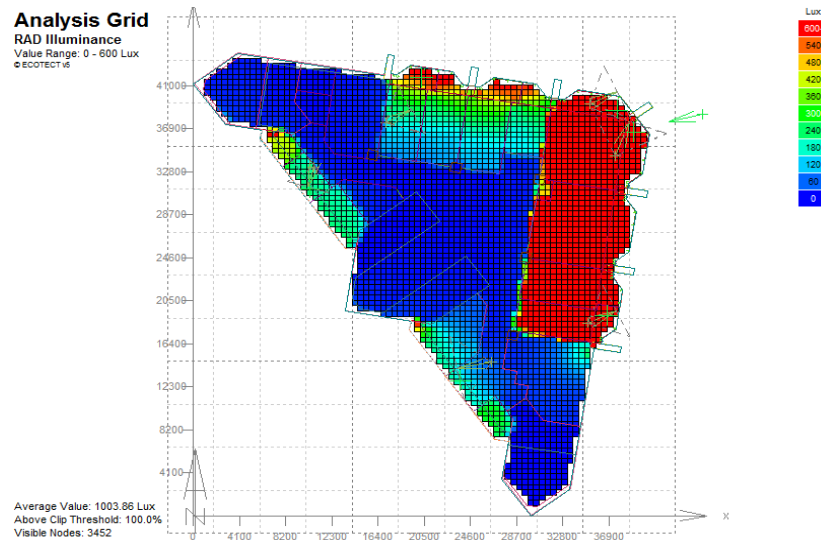 Analysis Grid
RAD Illuminance
Value Range: 0 - 600 Lux
© ECOTECT v5
Lux
600
540
480
420
360
300
240
180
120
60
0
41000
36900
32800
28700
24600
20500
16400
12300
8200
4100
0 4100 8200 12300 16400 20500 24600 28700 32800 36900
X
Average Value: 1003.86 Lux
Above Clip Threshold: 100.0%
Visible Nodes: 3452